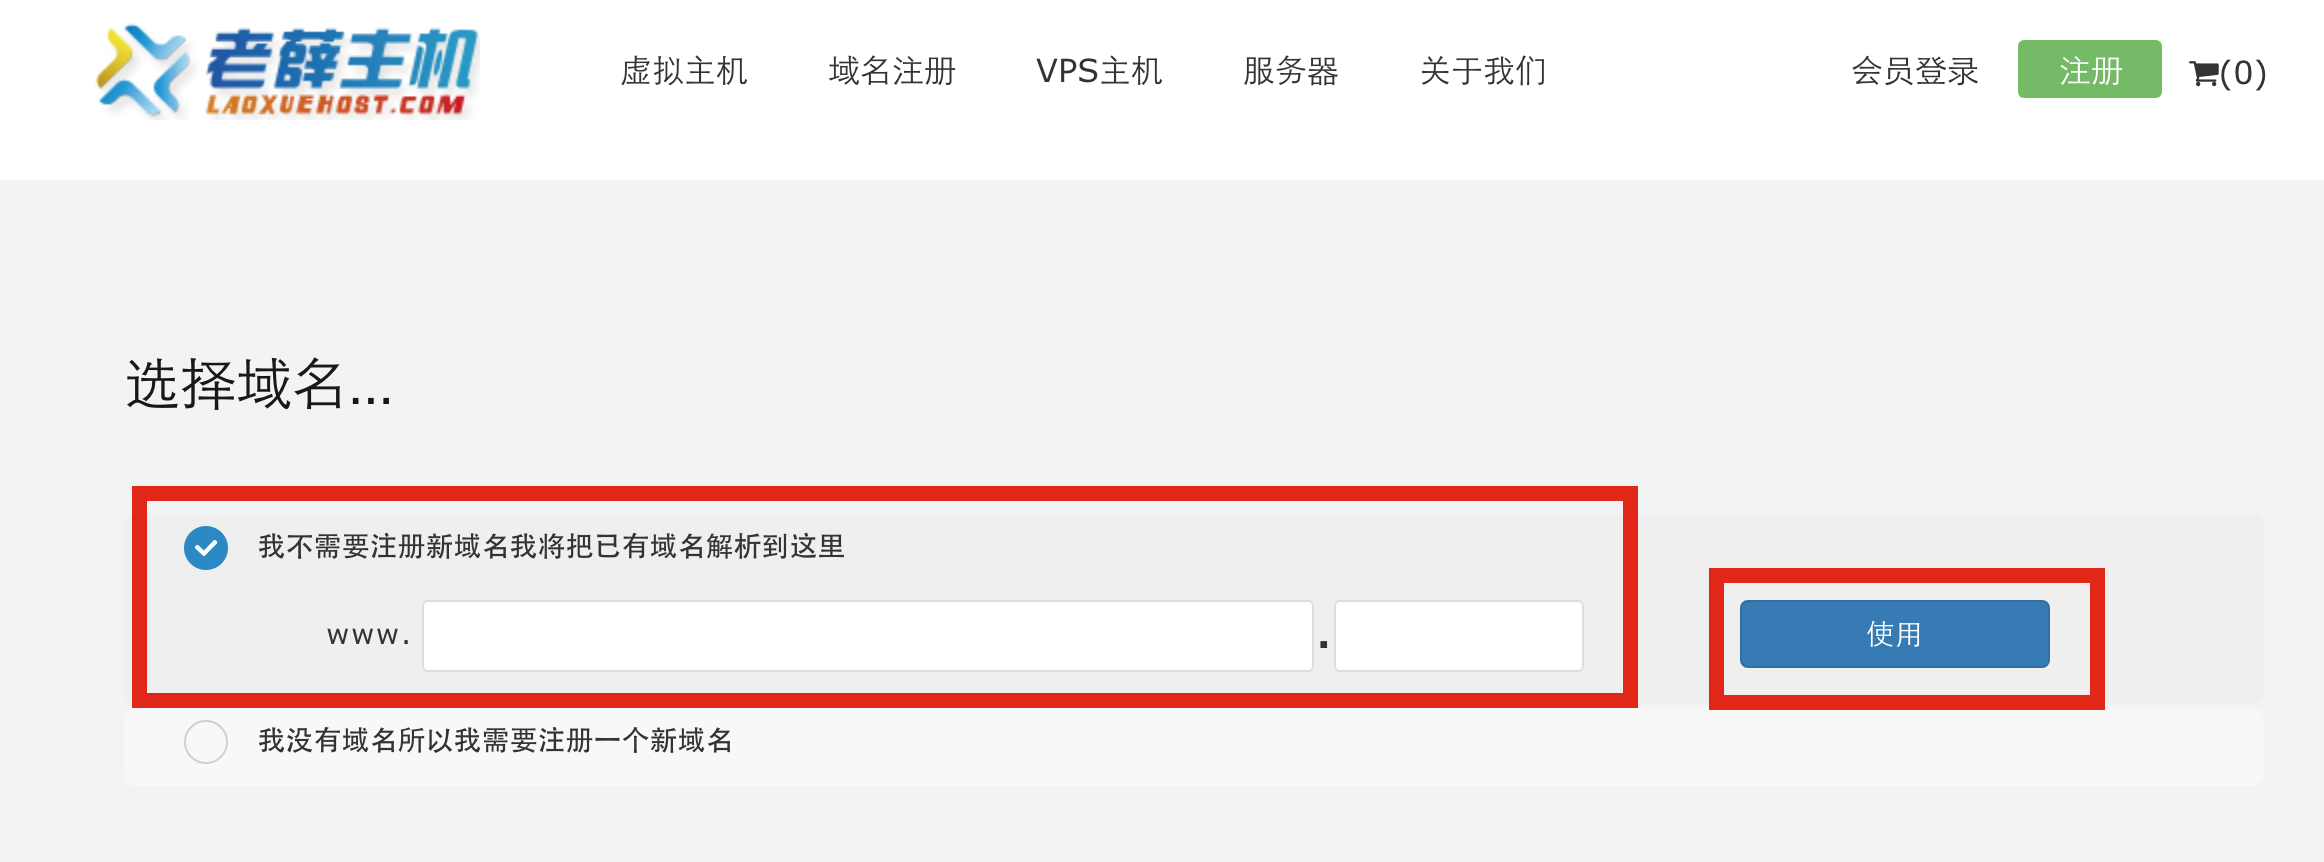 老薛主机
LAOXUEHOST.COM
虚拟主机 域名注册 VPS主机 服务器 关于我们 会员登录 注册 (0)
选择域名...
我不需要注册新域名我将把已有域名解析到这里
www. . 使用
我没有域名所以我需要注册一个新域名